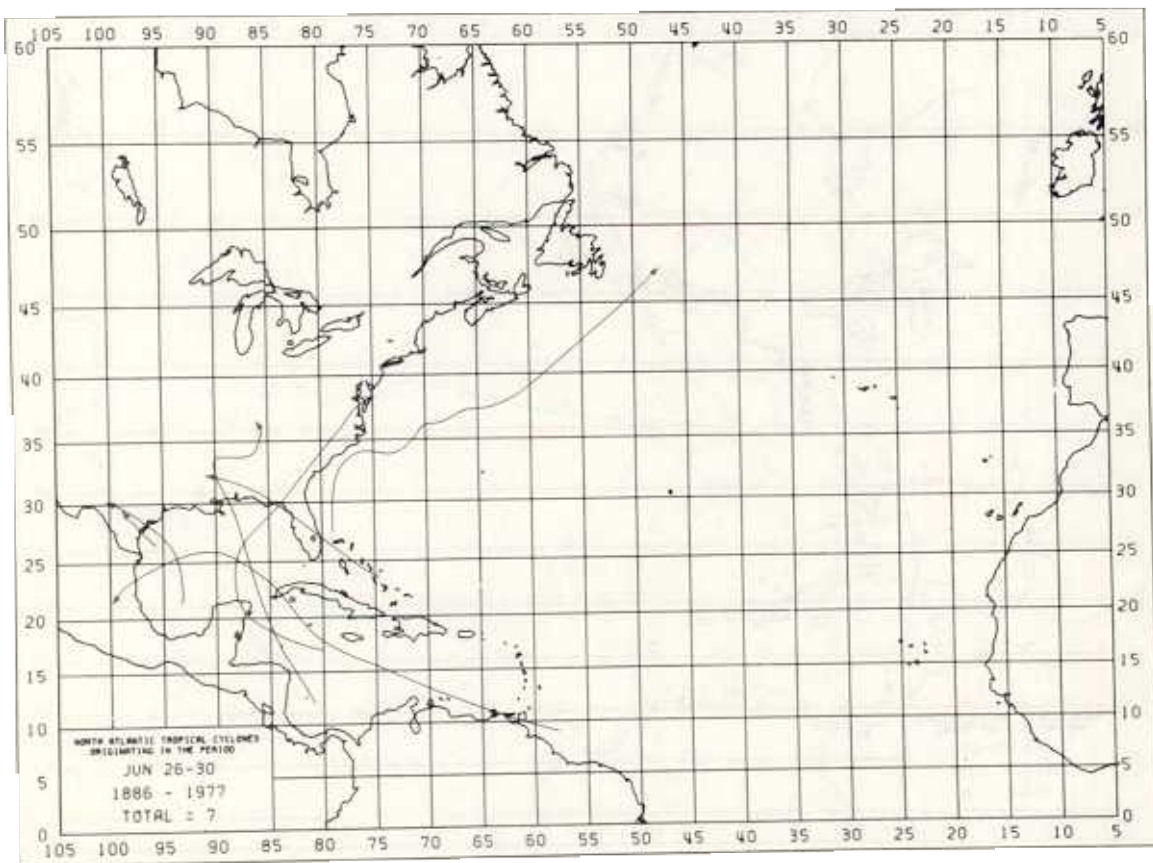 105 100 95 90 85 80 75 70 65 60 55 50 45 40 35 30 25 20 15 10 5
60 60
55 55
50 50
45 45
40 40
35 35
30 30
25 25
20 20
15 15
10 10
NORTH ATLANTIC TROPICAL CYCLONES
ORIGINATING IN THE PERIOD
JUN 26-30
5 5
1886 - 1977
TOTAL = 7
0 0
105 100 95 90 85 80 75 70 65 60 55 50 45 40 35 30 25 20 15 10 5